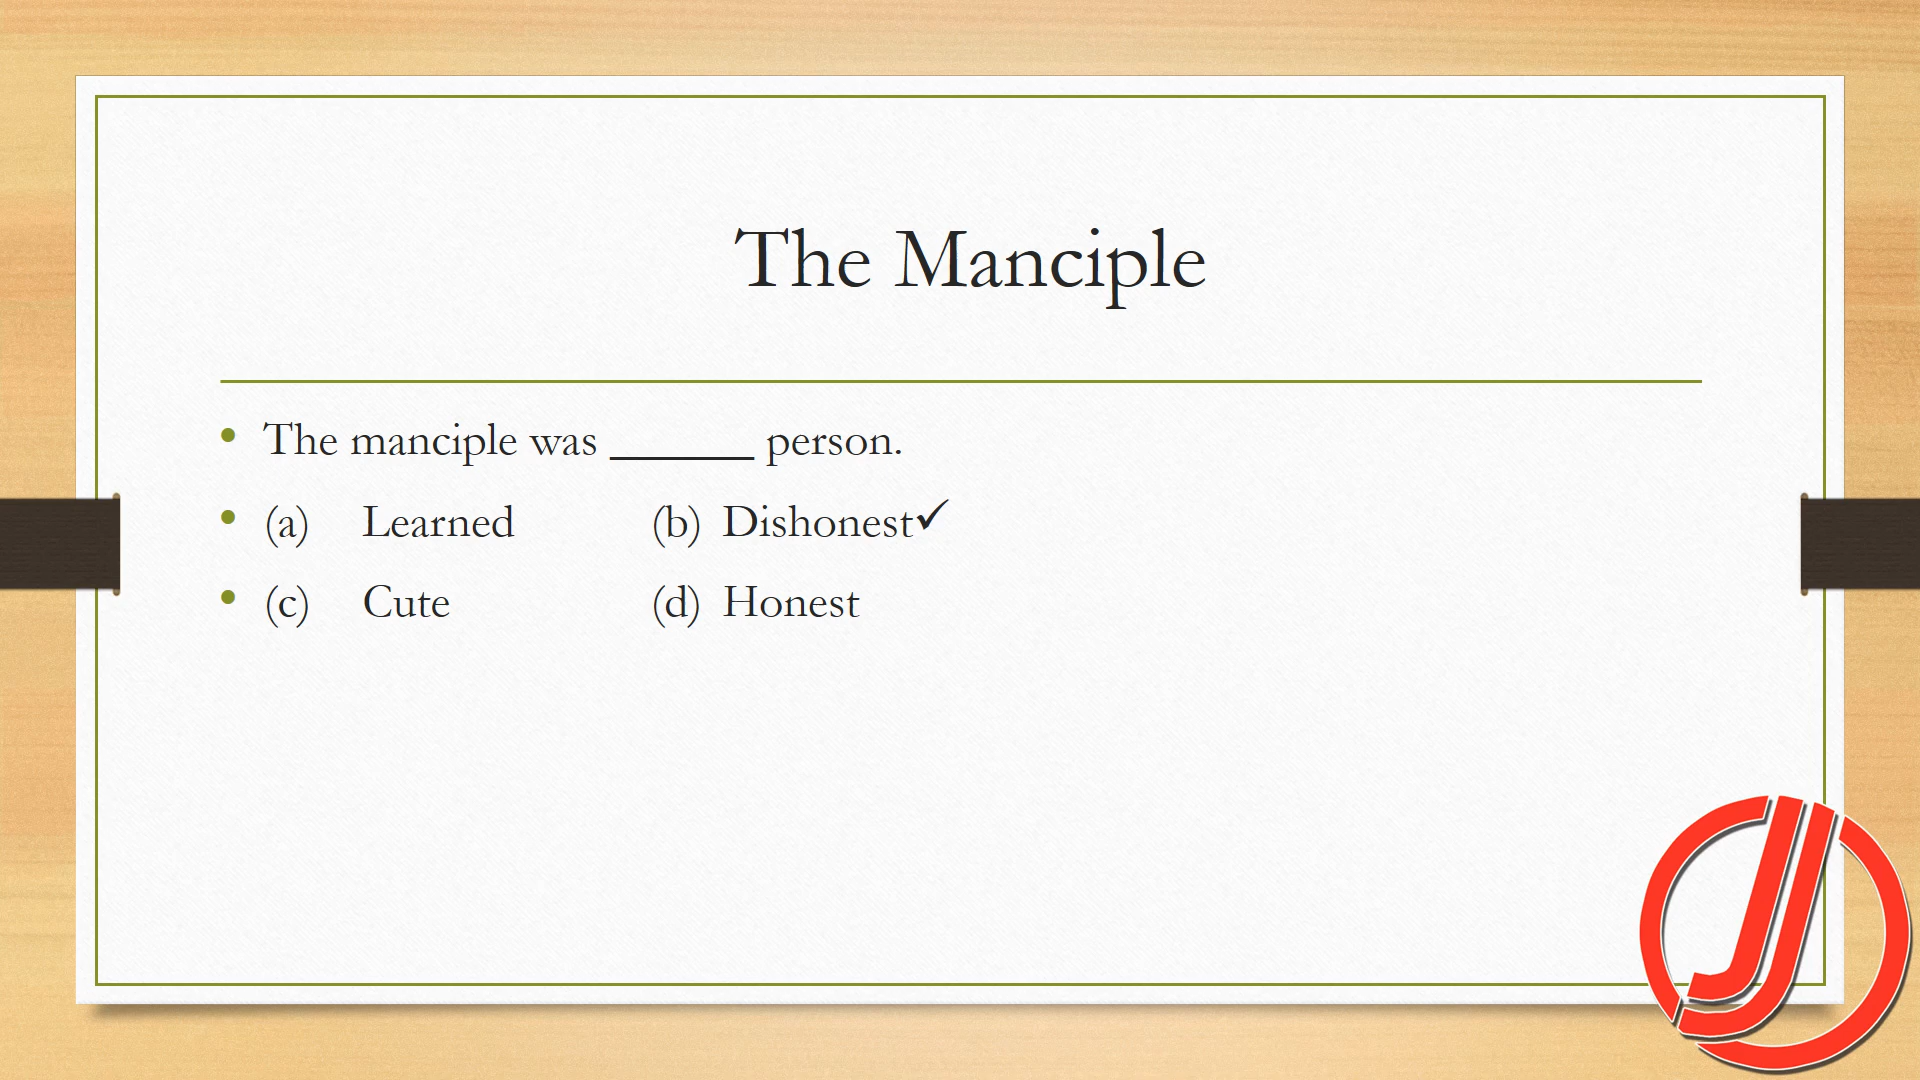 The Manciple
• The manciple was ______ person.
• (a) Learned (b) Dishonest✓
• (c) Cute (d) Honest